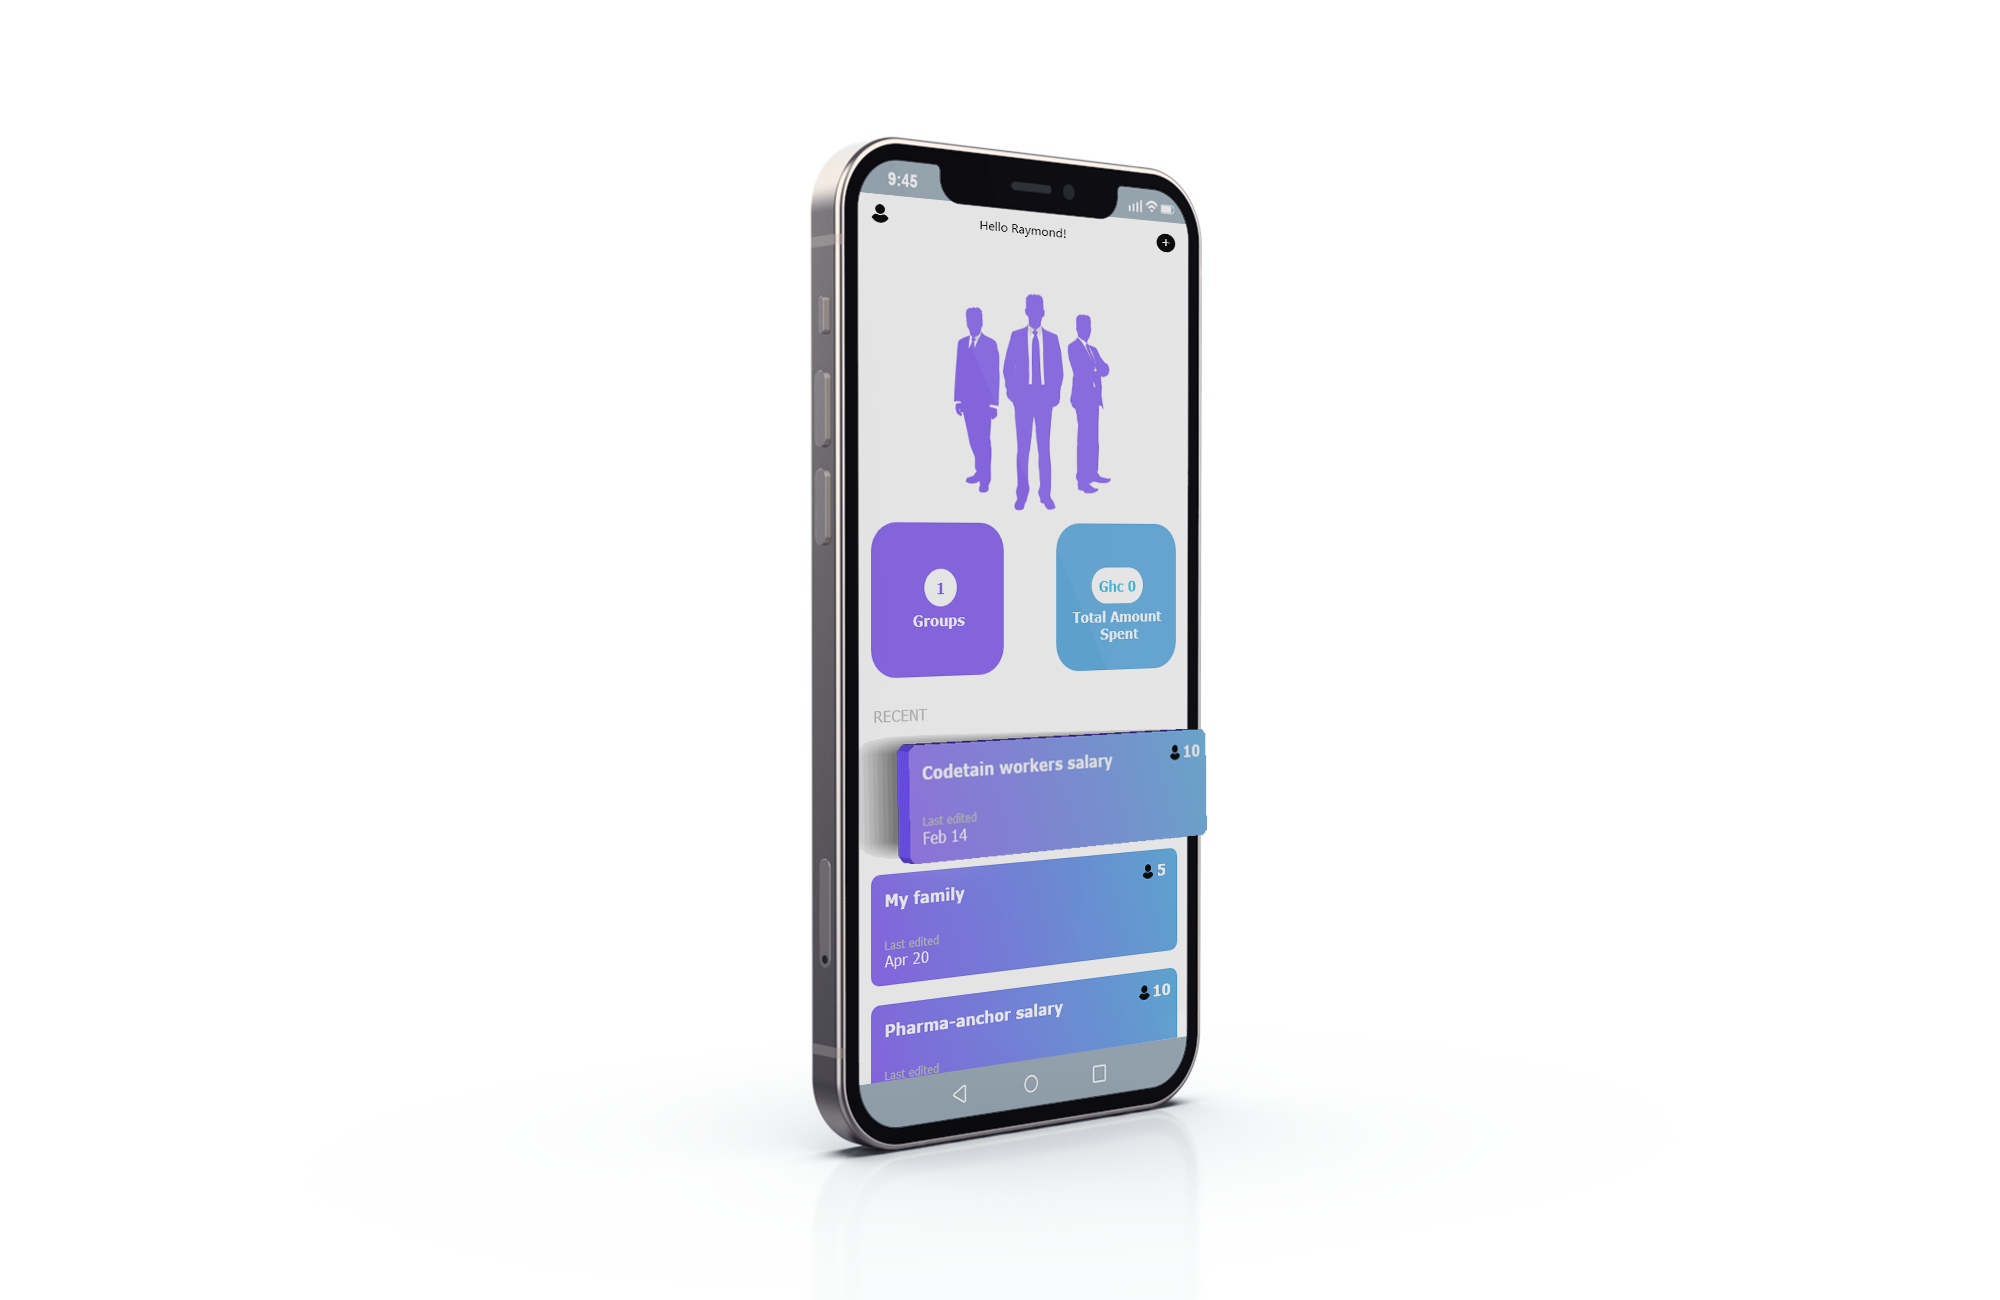 9:45
Hello Raymond!
1
Groups
Ghc 0
Total Amount
Spent
RECENT
Codetain workers salary
10
Last edited
Feb 14
My family
5
Last edited
Apr 20
Pharma-anchor salary
10
Last edited